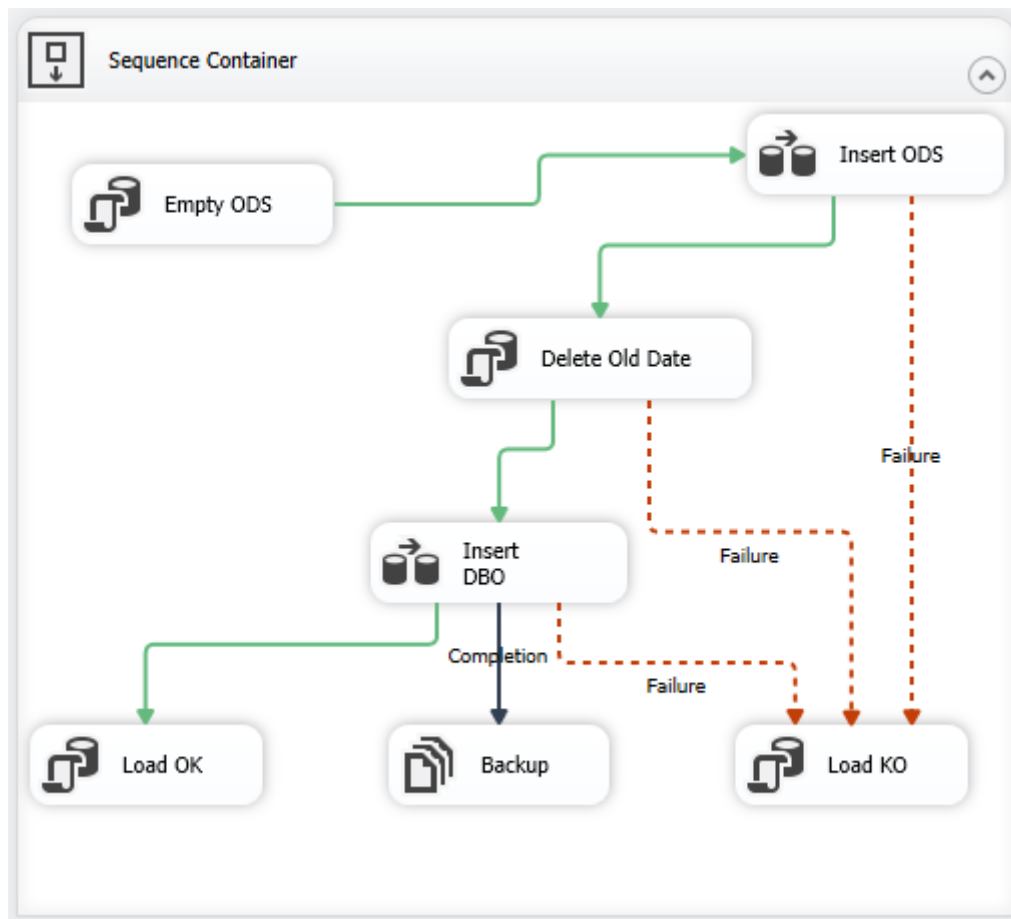 Sequence Container
Insert ODS
Empty ODS
Delete Old Date
Failure
Insert
DBO
Failure
Completion
Failure
Load OK
Backup
Load KO